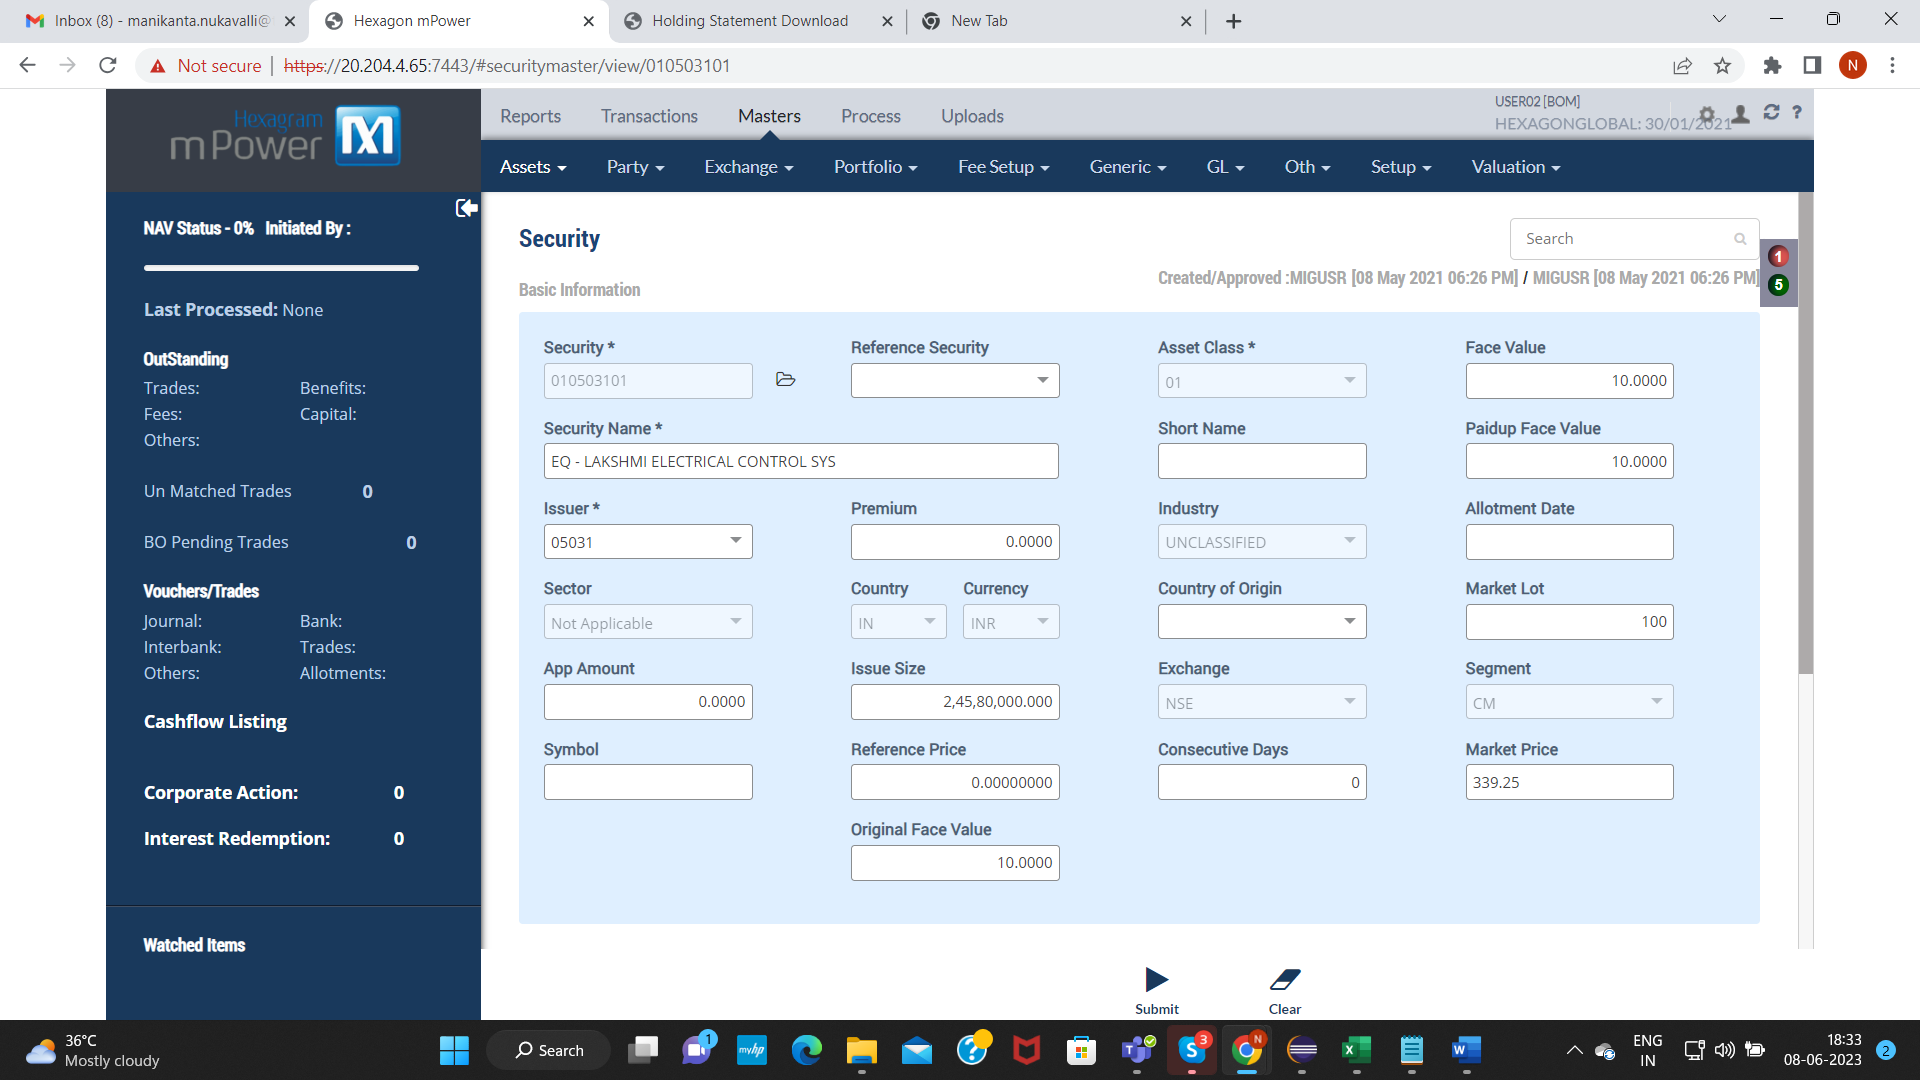 Inbox (8) - manikanta.nukavalli@
Hexagon mPower
Holding Statement Download
New Tab
Not secure
https://20.204.4.65:7443/#securitymaster/view/010503101
N
Hexagram
mPower
Reports
Transactions
Masters
Process
Uploads
USER02 [BOM]
HEXAGONGLOBAL: 30/01/2021
?
Assets
Party
Exchange
Portfolio
Fee Setup
Generic
GL
Oth
Setup
Valuation
NAV Status - 0% Initiated By :
Last Processed: None
OutStanding
Trades:
Benefits:
Fees:
Capital:
Others:
Un Matched Trades 0
BO Pending Trades 0
Vouchers/Trades
Journal:
Bank:
Interbank:
Trades:
Others:
Allotments:
Cashflow Listing
Corporate Action: 0
Interest Redemption: 0
Watched Items
Security
Search
1
5
Basic Information
Created/Approved :MIGUSR [08 May 2021 06:26 PM] / MIGUSR [08 May 2021 06:26 PM]
Security *
Reference Security
Asset Class *
Face Value
010503101
01
10.0000
Security Name *
Short Name
Paidup Face Value
EQ - LAKSHMI ELECTRICAL CONTROL SYS
10.0000
Issuer *
Premium
Industry
Allotment Date
05031
0.0000
UNCLASSIFIED
Sector
Country
Currency
Country of Origin
Market Lot
Not Applicable
IN
INR
100
App Amount
Issue Size
Exchange
Segment
0.0000
2,45,80,000.000
NSE
CM
Symbol
Reference Price
Consecutive Days
Market Price
0.00000000
0
339.25
Original Face Value
10.0000
Submit
Clear
36°C
Mostly cloudy
Search
1
myhp
3
N
ENG
IN
18:33
08-06-2023
2